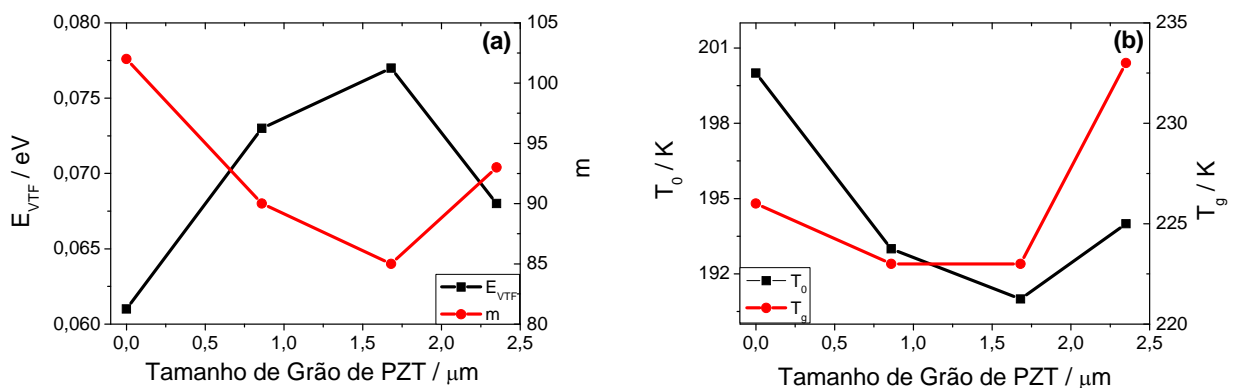 (a)
0,080
0,075
0,070
0,065
0,060
E_VTF / eV
105
100
95
90
85
80
m
E_VTF
m
0,0 0,5 1,0 1,5 2,0 2,5
Tamanho de Grão de PZT / μm
(b)
201
198
195
192
T_0 / K
235
230
225
220
T_g / K
T_0
T_g
0,0 0,5 1,0 1,5 2,0 2,5
Tamanho de Grão de PZT / μm